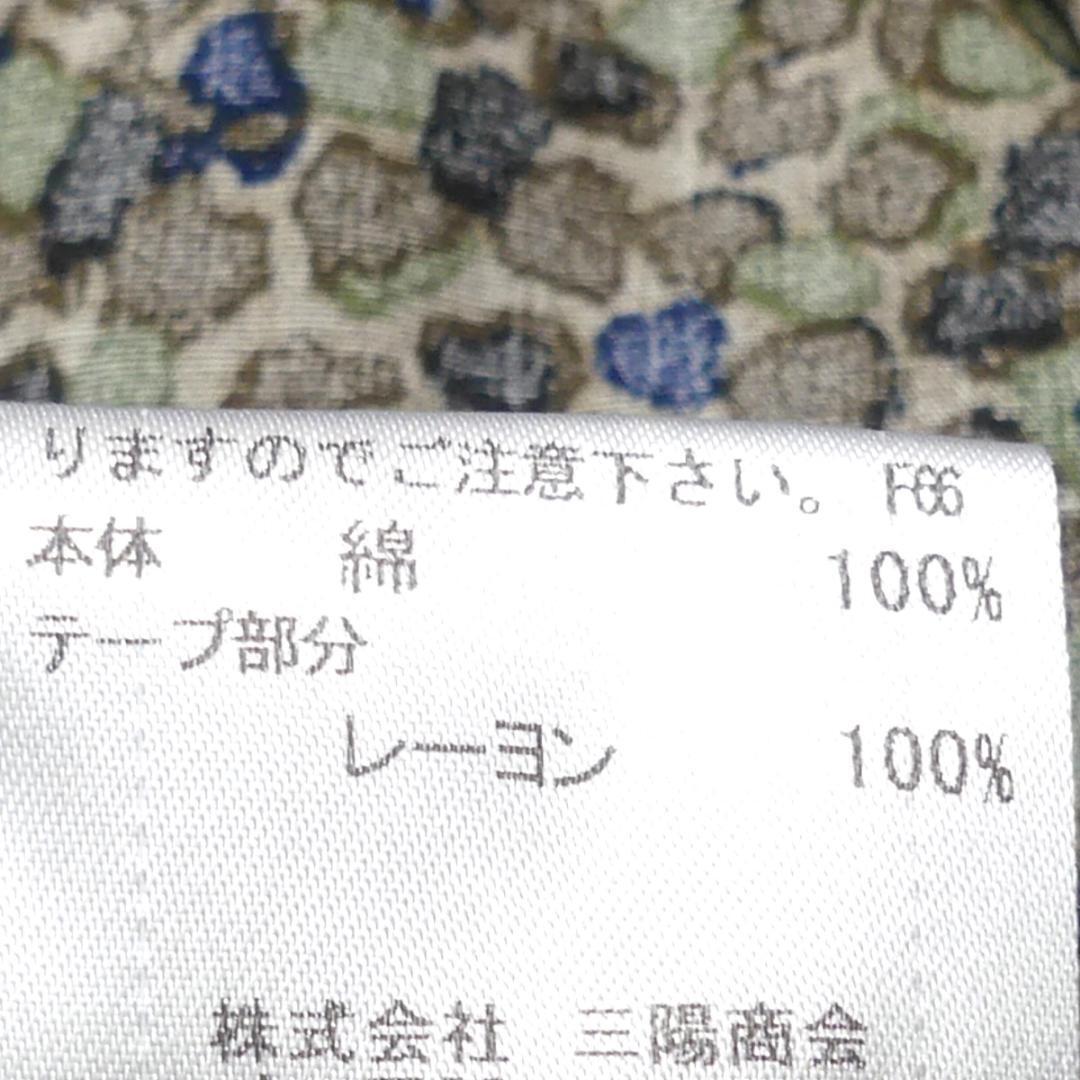 りますのでご注意下さい。 F66
本体 綿 100%
テープ部分
レーヨン 100%
株式会社 三陽商会